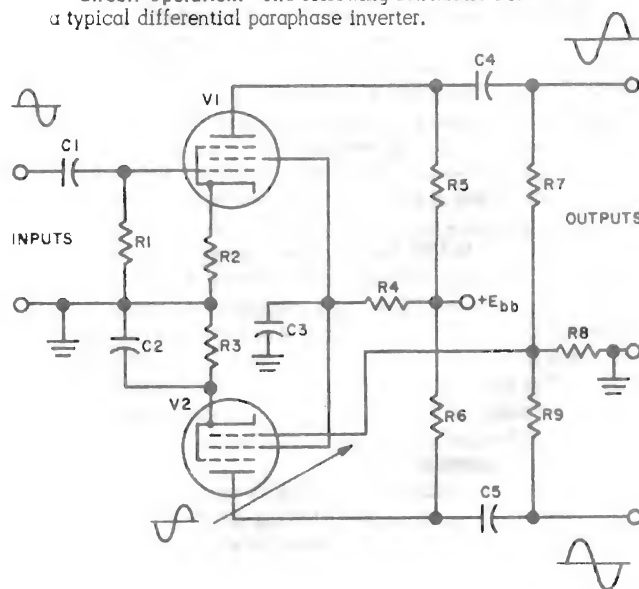 a typical differential paraphase inverter.
C4
V1
C1
R5
R7
INPUTS
OUTPUTS
R1
R2
R4
+Ebb
R8
C2
R3
C3
V2
R6
R9
C5